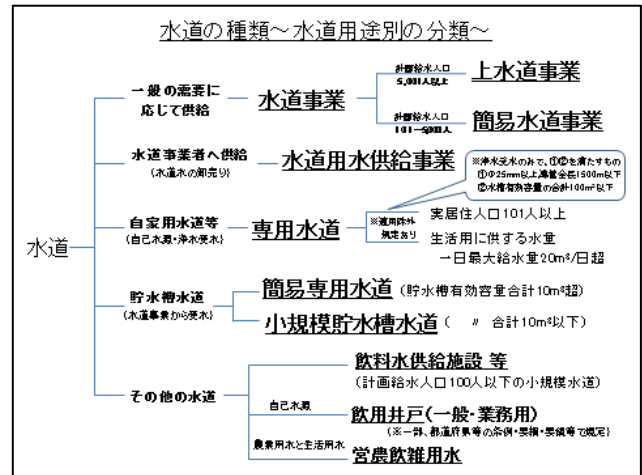 水道の種類～水道用途別の分類～
水道
一般の需要に
応じて供給
水道事業
計画給水人口
5,001人以上
上水道事業
計画給水人口
101～5,000人
簡易水道事業
水道事業者へ供給
(水道水の卸売り)
水道用水供給事業
※浄水受水のみで、①②を満たすもの
①Φ25mm以上導管全長1500m以下
②水槽有効容量の合計100m³以下
自家用水道等
(自己水源・浄水受水)
専用水道
※適用除外
規定あり
実居住人口101人以上
生活用に供する水量
一日最大給水量20m³/日超
貯水槽水道
(水道事業から受水)
簡易専用水道 (貯水槽有効容量合計10m³超)
小規模貯水槽水道 ( 〃 合計10m³以下)
その他の水道
飲料水供給施設 等
(計画給水人口100人以下の小規模水道)
自己水源
飲用井戸(一般・業務用)
(※一部、都道府県等の条例・要綱・要領等で規定)
農業用水と生活用水
営農飲雑用水